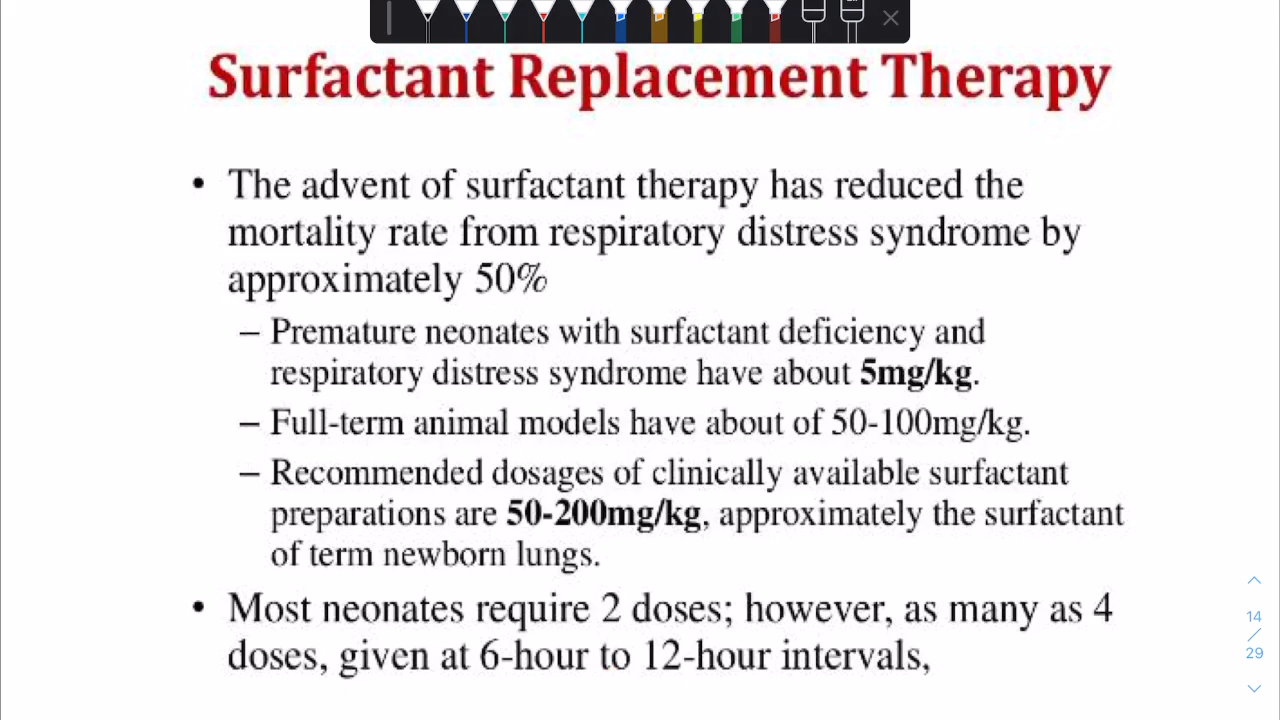 Surfactant Replacement Therapy
• The advent of surfactant therapy has reduced the
mortality rate from respiratory distress syndrome by
approximately 50%
– Premature neonates with surfactant deficiency and
respiratory distress syndrome have about 5mg/kg.
– Full-term animal models have about of 50-100mg/kg.
– Recommended dosages of clinically available surfactant
preparations are 50-200mg/kg, approximately the surfactant
of term newborn lungs.
• Most neonates require 2 doses; however, as many as 4
doses, given at 6-hour to 12-hour intervals,
14
/
29